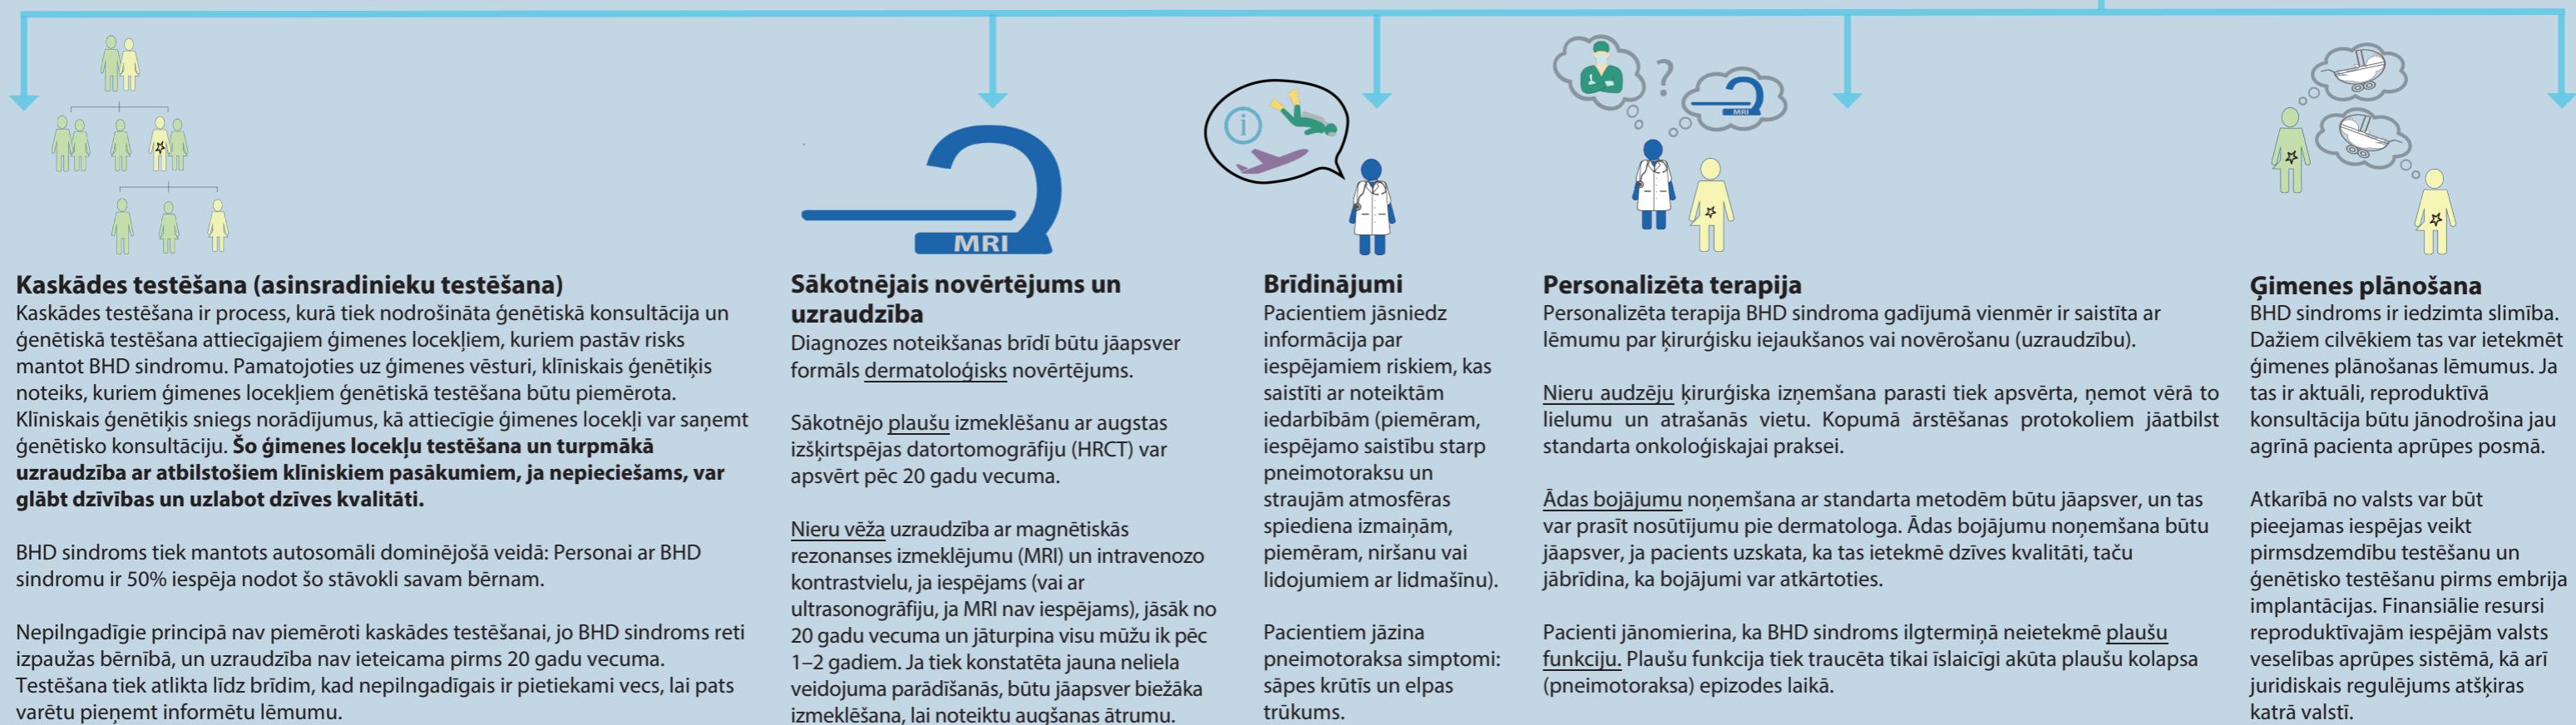 MRI
i
?
MRI
Kaskādes testēšana (asinsradinieku testēšana)
Kaskādes testēšana ir process, kurā tiek nodrošināta ģenētiskā konsultācija un
ģenētiskā testēšana attiecīgajiem ģimenes locekļiem, kuriem pastāv risks
mantot BHD sindromu. Pamatojoties uz ģimenes vēsturi, klīniskais ģenētiķis
noteiks, kuriem ģimenes locekļiem ģenētiskā testēšana būtu piemērota.
Klīniskais ģenētiķis sniegs norādījumus, kā attiecīgie ģimenes locekļi var saņemt
ģenētisko konsultāciju. Šo ģimenes locekļu testēšana un turpmākā
uzraudzība ar atbilstošiem klīniskiem pasākumiem, ja nepieciešams, var
glābt dzīvības un uzlabot dzīves kvalitāti.
BHD sindroms tiek mantots autosomāli dominējošā veidā: Personai ar BHD
sindromu ir 50% iespēja nodot šo stāvokli savam bērnam.
Nepilngadīgie principā nav piemēroti kaskādes testēšanai, jo BHD sindroms reti
izpaužas bērnībā, un uzraudzība nav ieteicama pirms 20 gadu vecuma.
Testēšana tiek atlikta līdz brīdim, kad nepilngadīgais ir pietiekami vecs, lai pats
varētu pieņemt informētu lēmumu.
Sākotnējais novērtējums un
uzraudzība
Diagnozes noteikšanas brīdī būtu jāapsver
formāls dermatoloģisks novērtējums.
Sākotnējo plaušu izmeklēšanu ar augstas
izšķirtspējas datortomogrāfiju (HRCT) var
apsvērt pēc 20 gadu vecuma.
Nieru vēža uzraudzība ar magnētiskās
rezonanses izmeklējumu (MRI) un intravenozo
kontrastvielu, ja iespējams (vai ar
ultrasonogrāfiju, ja MRI nav iespējams), jāsāk no
20 gadu vecuma un jāturpina visu mūžu ik pēc
1–2 gadiem. Ja tiek konstatēta jauna neliela
veidojuma parādīšanās, būtu jāapsver biežāka
izmeklēšana, lai noteiktu augšanas ātrumu.
Brīdinājumi
Pacientiem jāsniedz
informācija par
iespējamiem riskiem, kas
saistīti ar noteiktām
iedarbībām (piemēram,
iespējamo saistību starp
pneimotoraksu un
straujām atmosfēras
spiediena izmaiņām,
piemēram, niršanu vai
lidojumiem ar lidmašīnu).
Pacientiem jāzina
pneimotoraksa simptomi:
sāpes krūtīs un elpas
trūkums.
Personalizēta terapija
Personalizēta terapija BHD sindroma gadījumā vienmēr ir saistīta ar
lēmumu par ķirurģisku iejaukšanos vai novērošanu (uzraudzību).
Nieru audzēju ķirurģiska izņemšana parasti tiek apsvērta, ņemot vērā to
lielumu un atrašanās vietu. Kopumā ārstēšanas protokoliem jāatbilst
standarta onkoloģiskajai praksei.
Ādas bojājumu noņemšana ar standarta metodēm būtu jāapsver, un tas
var prasīt nosūtījumu pie dermatologa. Ādas bojājumu noņemšana būtu
jāapsver, ja pacients uzskata, ka tas ietekmē dzīves kvalitāti, taču
jābrīdina, ka bojājumi var atkārtoties.
Pacienti jānomierina, ka BHD sindroms ilgtermiņā neietekmē plaušu
funkciju. Plaušu funkcija tiek traucēta tikai īslaicīgi akūta plaušu kolapsa
(pneimotoraksa) epizodes laikā.
Ģimenes plānošana
BHD sindroms ir iedzimta slimība.
Dažiem cilvēkiem tas var ietekmēt
ģimenes plānošanas lēmumus. Ja
tas ir aktuāli, reproduktīvā
konsultācija būtu jānodrošina jau
agrīnā pacienta aprūpes posmā.
Atkarībā no valsts var būt
pieejamas iespējas veikt
pirmsdzemdību testēšanu un
ģenētisko testēšanu pirms embrija
implantācijas. Finansiālie resursi
reproduktīvajām iespējām valsts
veselības aprūpes sistēmā, kā arī
juridiskais regulējums atšķiras
katrā valstī.